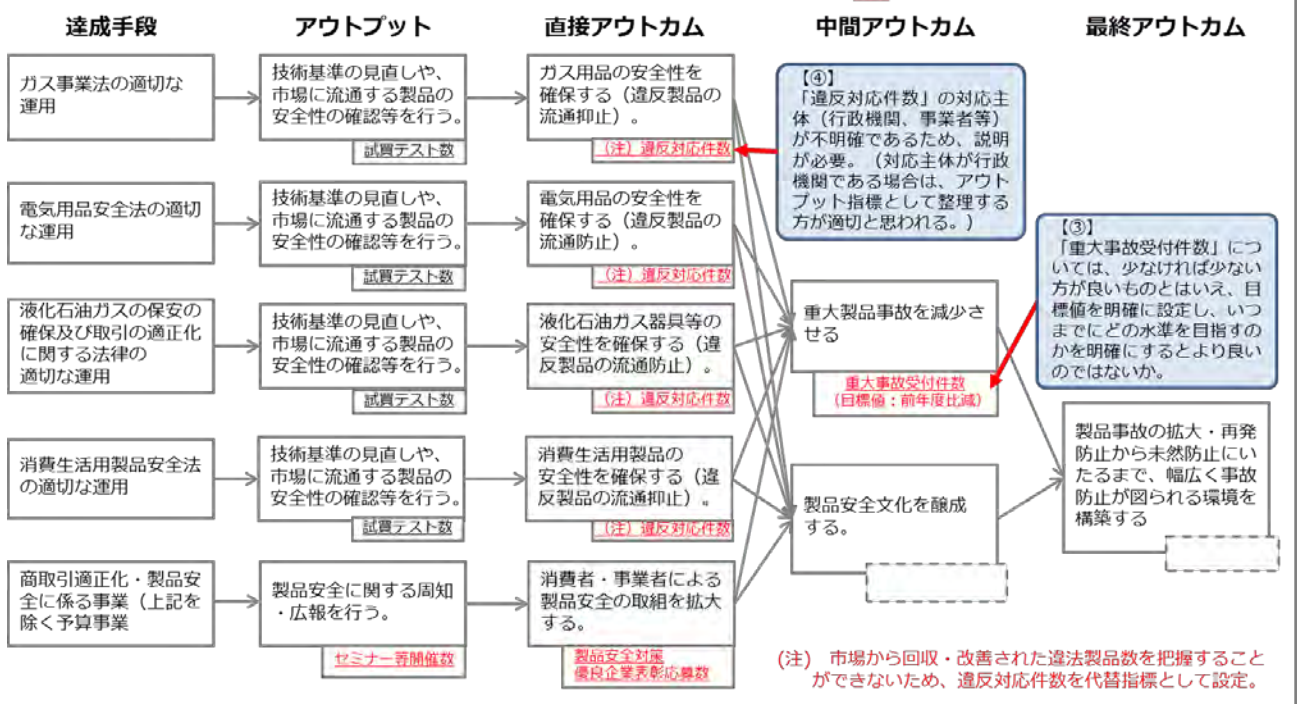 達成手段
アウトプット
直接アウトカム
中間アウトカム
最終アウトカム
ガス事業法の適切な
運用
技術基準の見直しや、
市場に流通する製品の
安全性の確認等を行う。
試買テスト数
ガス用品の安全性を
確保する（違反製品の
流通抑止）。
（注）違反対応件数
【④】
「違反対応件数」の対応主
体（行政機関、事業者等）
が不明確であるため、説明
が必要。（対応主体が行政
機関である場合は、アウト
プット指標として整理する
方が適切と思われる。）
電気用品安全法の適切
な運用
技術基準の見直しや、
市場に流通する製品の
安全性の確認等を行う。
試買テスト数
電気用品の安全性を
確保する（違反製品の
流通防止）。
（注）違反対応件数
【③】
「重大事故受付件数」につ
いては、少なければ少ない
方が良いものとはいえ、目
標値を明確に設定し、いつ
までにどの水準を目指すの
かを明確にするとより良い
のではないか。
液化石油ガスの保安の
確保及び取引の適正化
に関する法律の
適切な運用
技術基準の見直しや、
市場に流通する製品の
安全性の確認等を行う。
試買テスト数
液化石油ガス器具等の
安全性を確保する（違
反製品の流通防止）。
（注）違反対応件数
重大製品事故を減少さ
せる
重大事故受付件数
（目標値：前年度比減）
消費生活用製品安全法
の適切な運用
技術基準の見直しや、
市場に流通する製品の
安全性の確認等を行う。
試買テスト数
消費生活用製品の
安全性を確保する（違
反製品の流通抑止）。
（注）違反対応件数
製品安全文化を醸成
する。
製品事故の拡大・再発
防止から未然防止にい
たるまで、幅広く事故
防止が図られる環境を
構築する
商取引適正化・製品安
全に係る事業（上記を
除く予算事業
製品安全に関する周知
・広報を行う。
セミナー等開催数
消費者・事業者による
製品安全の取組を拡大
する。
製品安全対策
優良企業表彰応募数
(注)　市場から回収・改善された違法製品数を把握すること
ができないため、違反対応件数を代替指標として設定。